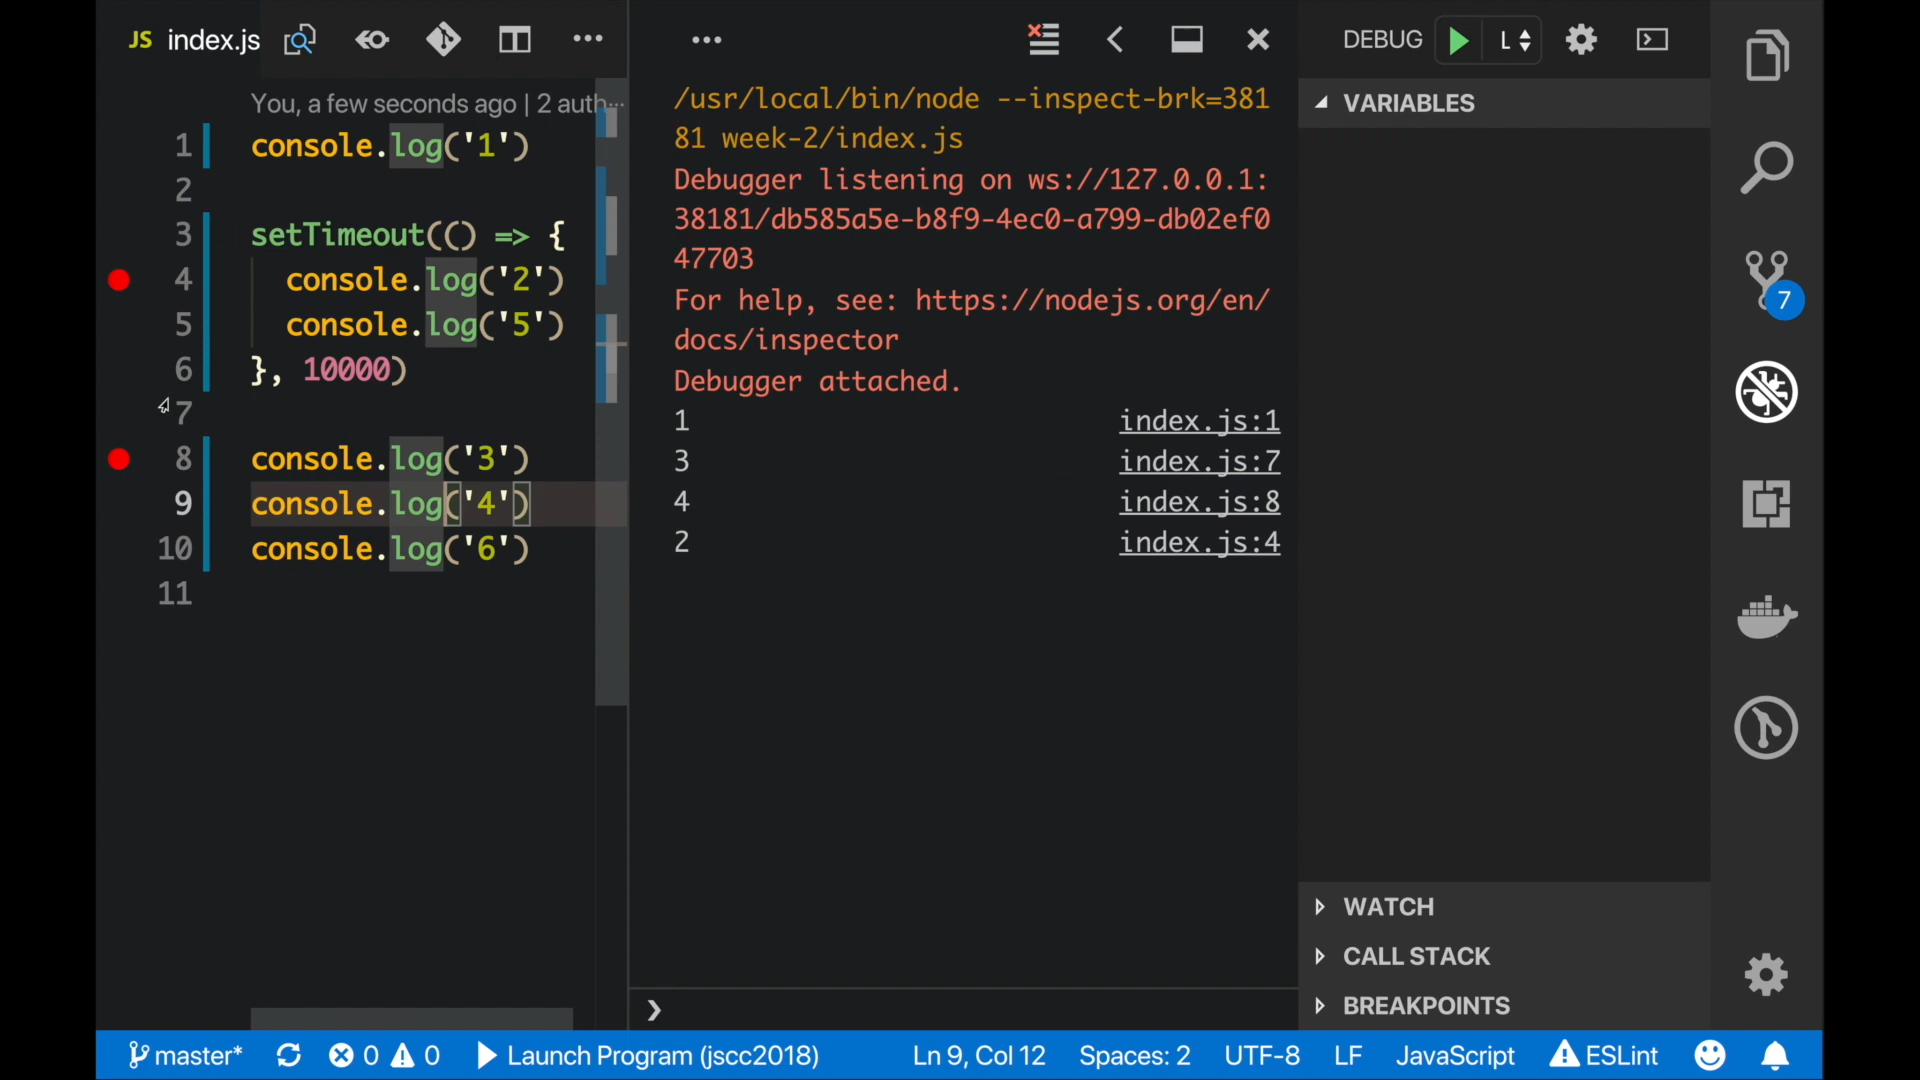 JS index.js
You, a few seconds ago | 2 auth...
1 console.log('1')
2
3 setTimeout(() => {
4 console.log('2')
5 console.log('5')
6 }, 10000)
7
8 console.log('3')
9 console.log('4')
10 console.log('6')
11
/usr/local/bin/node --inspect-brk=381
81 week-2/index.js
Debugger listening on ws://127.0.0.1:
38181/db585a5e-b8f9-4ec0-a799-db02ef0
47703
For help, see: https://nodejs.org/en/
docs/inspector
Debugger attached.
1 index.js:1
3 index.js:7
4 index.js:8
2 index.js:4
DEBUG L
VARIABLES
WATCH
CALL STACK
BREAKPOINTS
7
master* 0 0 Launch Program (jscc2018) Ln 9, Col 12 Spaces: 2 UTF-8 LF JavaScript ESLint